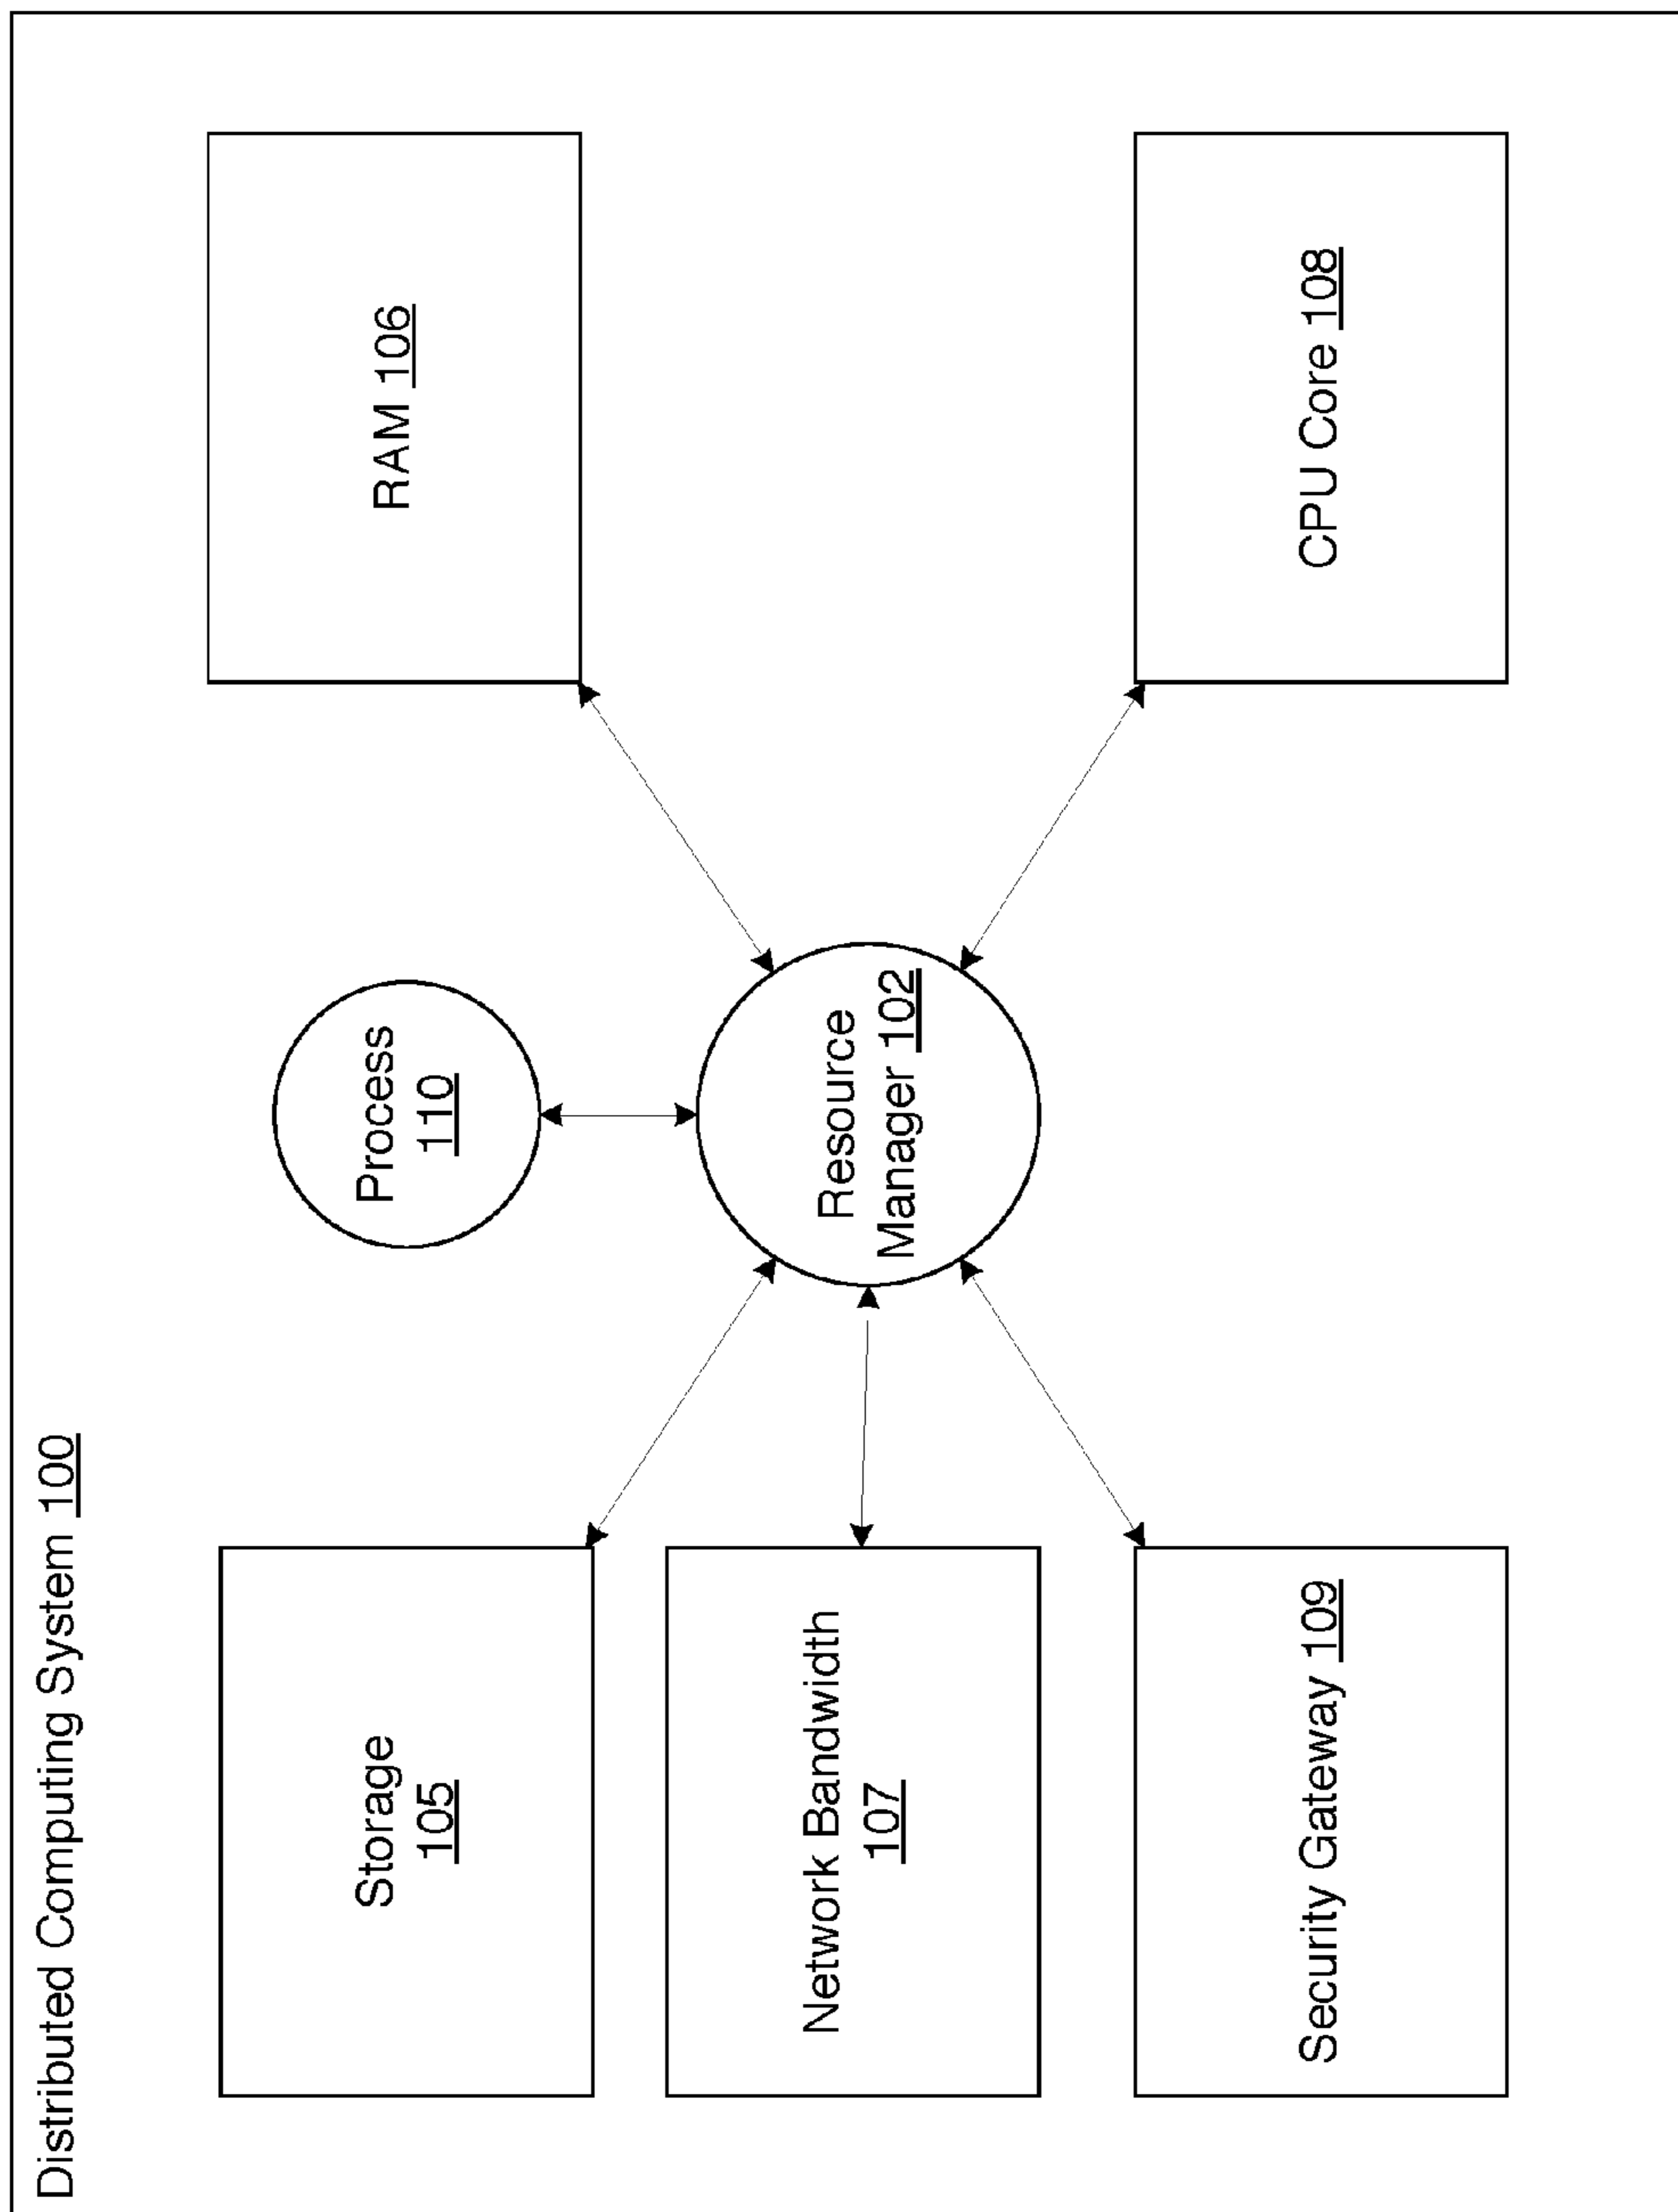 Distributed Computing System 100
Storage
105
Process
110
RAM 106
Network Bandwidth
107
Resource
Manager 102
Security Gateway 109
CPU Core 108